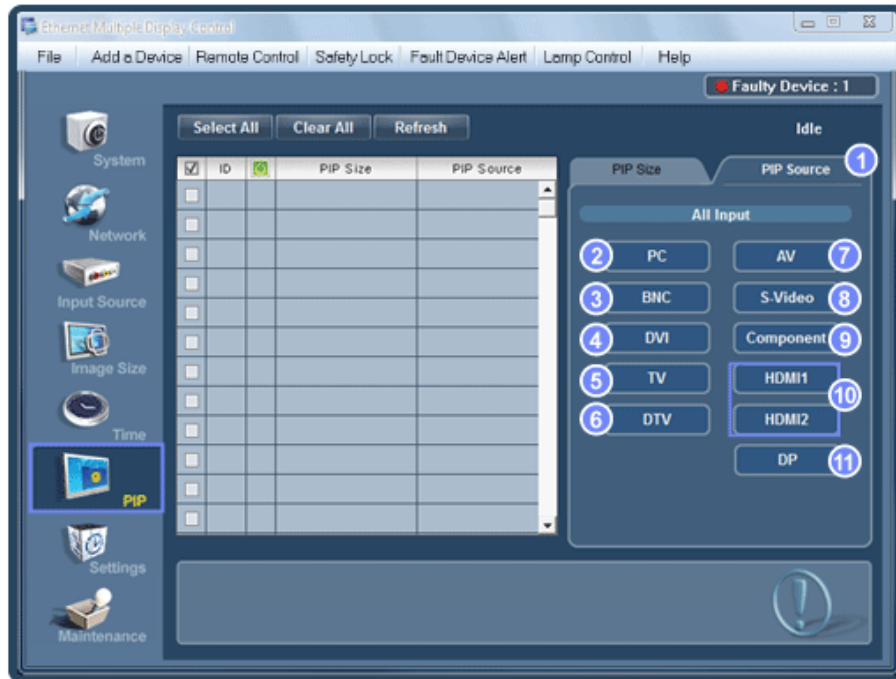 Ethernet Multiple Display Control
File Add a Device Remote Control Safety Lock Fault Device Alert Lamp Control Help
Faulty Device : 1
Select All Clear All Refresh
Idle
System
Network
Input Source
Image Size
Time
PIP
Settings
Maintenance
ID PIP Size PIP Source
PIP Size PIP Source 1
All Input
2 PC AV 7
3 BNC S-Video 8
4 DVI Component 9
5 TV HDMI1
10
6 DTV HDMI2
DP 11